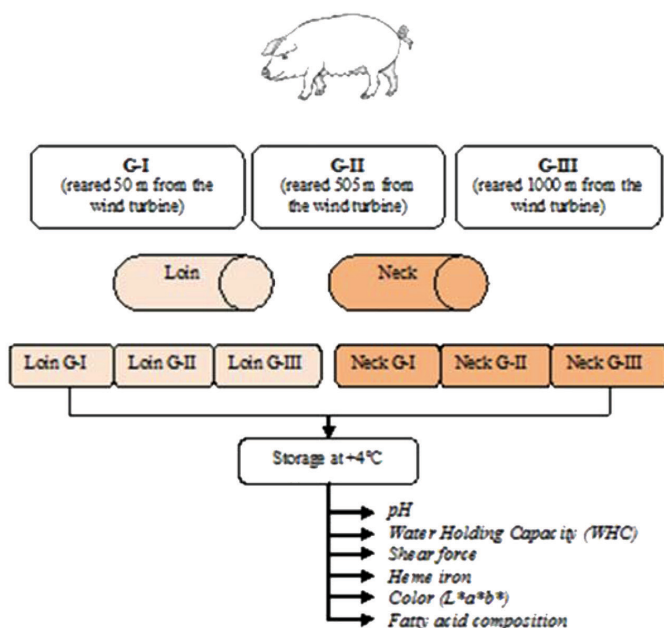 G-I
(reared 50 m from the
wind turbine)
G-II
(reared 505 m from
the wind turbine)
G-III
(reared 1000 m from the
wind turbine)
Loin
Neck
Loin G-I
Loin G-II
Loin G-III
Neck G-I
Neck G-II
Neck G-III
Storage at +4°C
pH
Water Holding Capacity (WHC)
Shear force
Heme iron
Color (L*a*b*)
Fatty acid composition